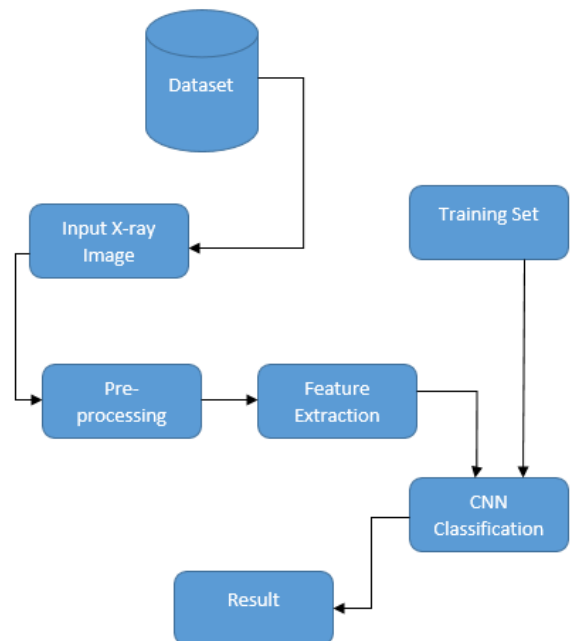 Dataset
Input X-ray
Image
Training Set
Pre-
processing
Feature
Extraction
CNN
Classification
Result